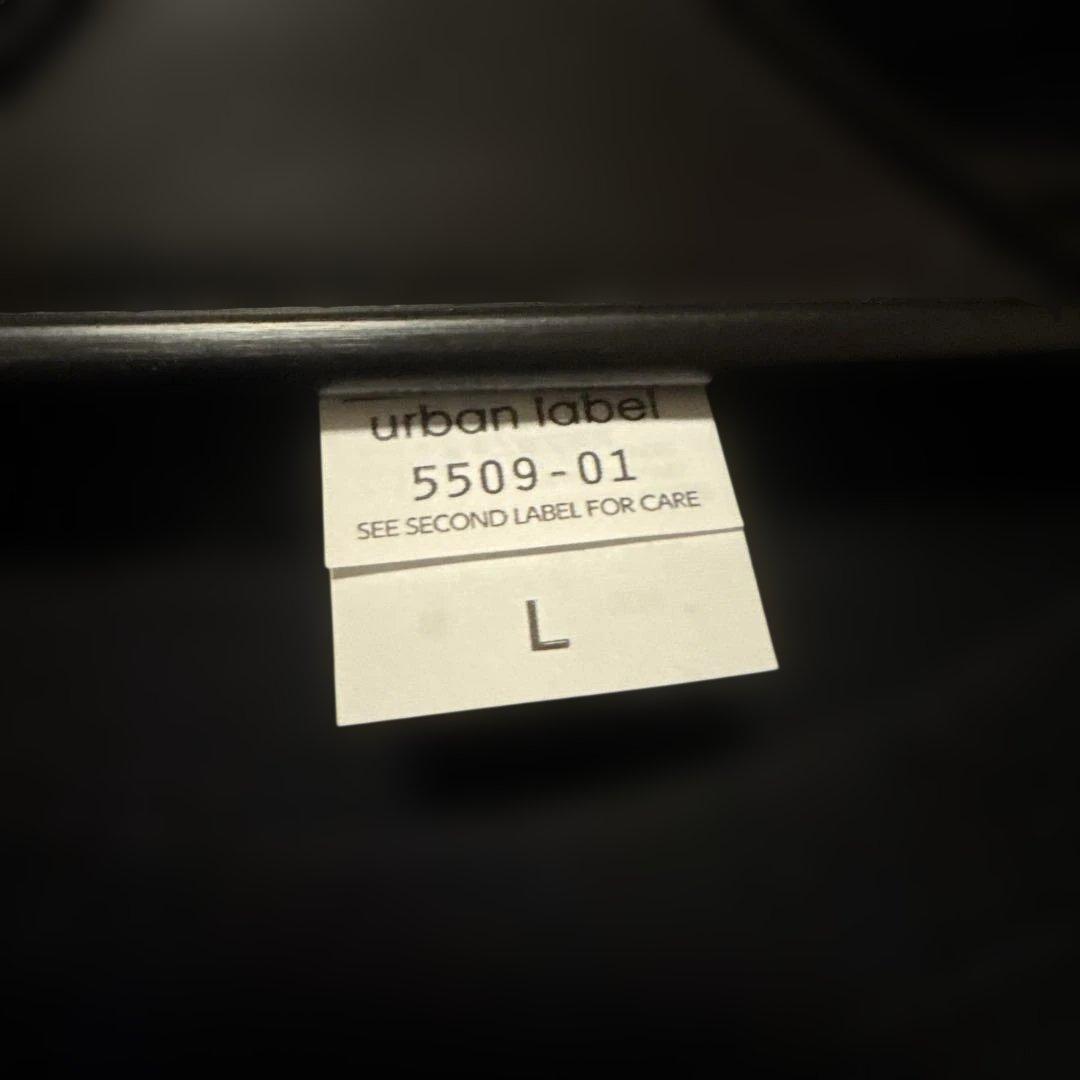 urban label
5509-01
SEE SECOND LABEL FOR CARE
L